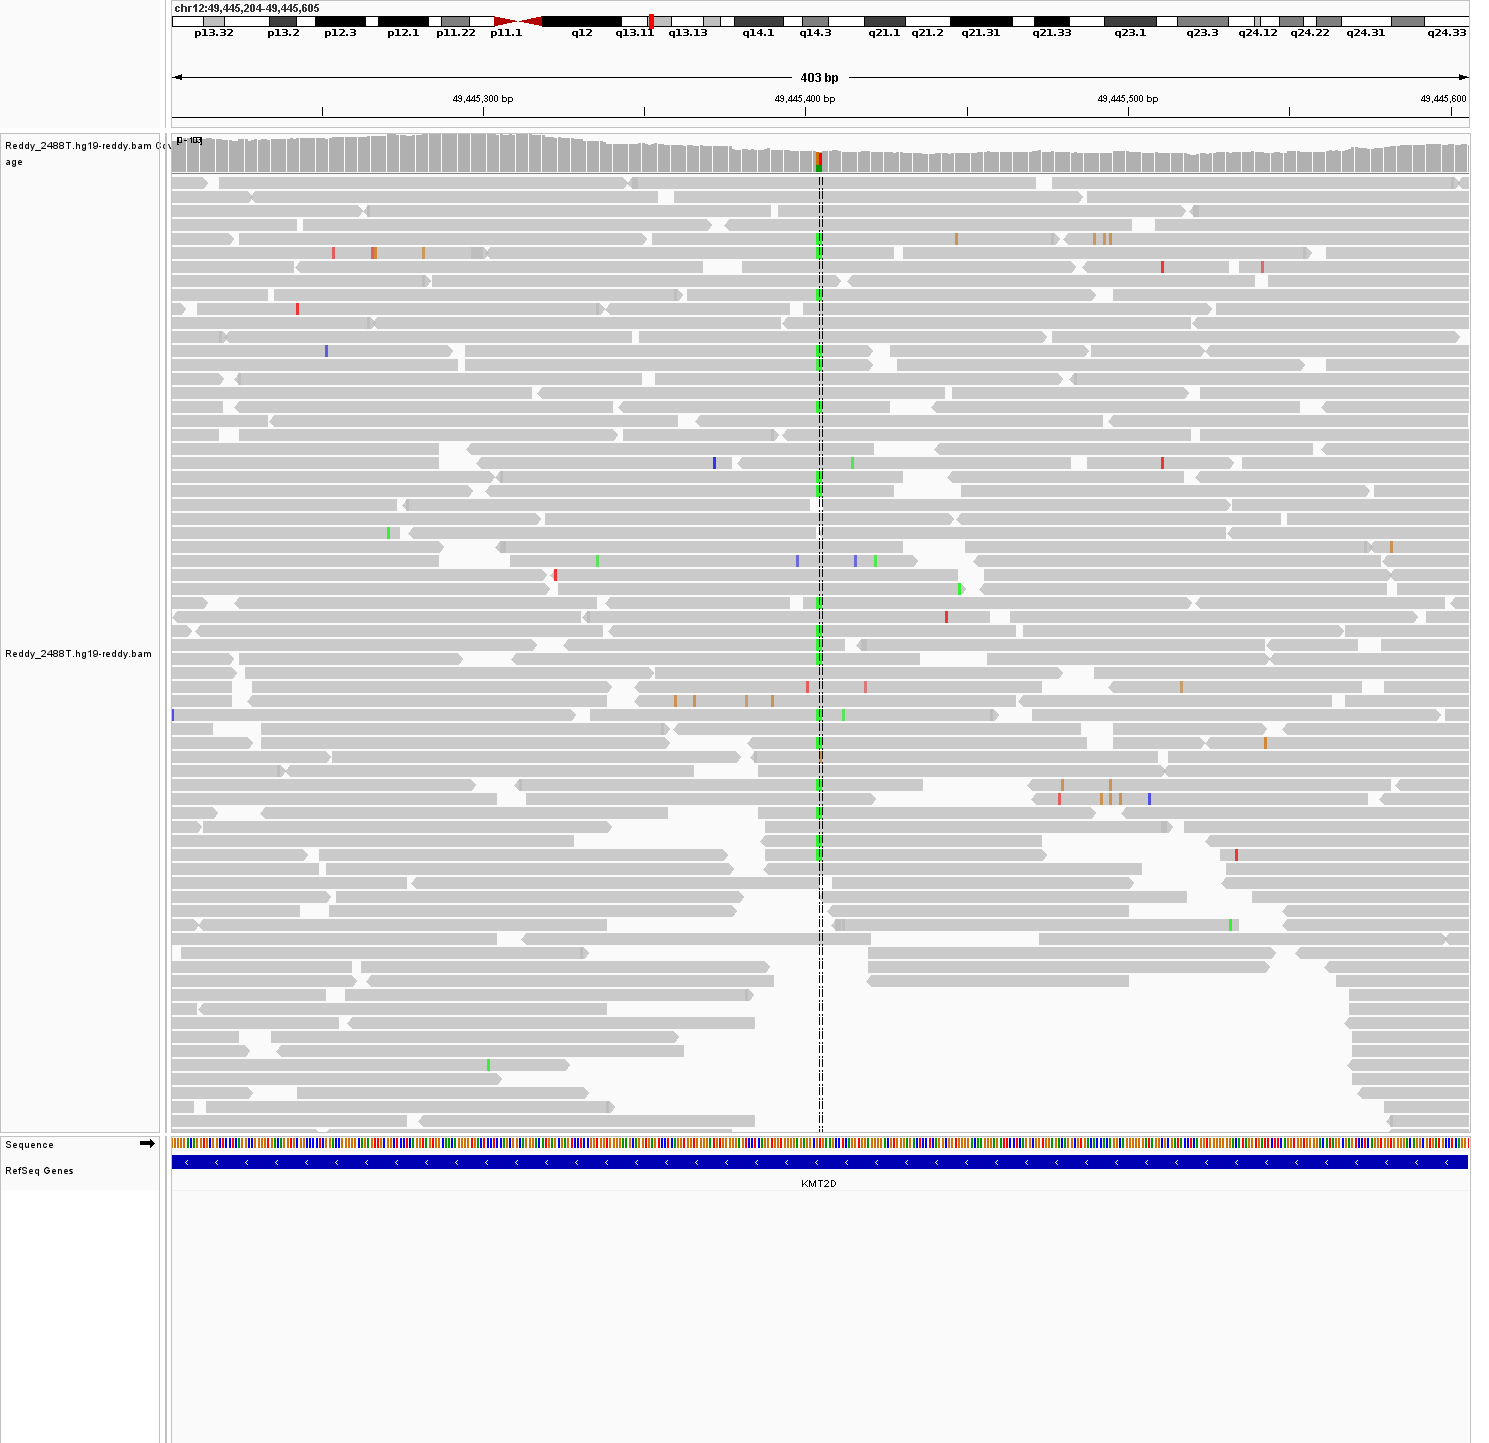 chr12:49,445,204-49,445,605
p13.32 p13.2 p12.3 p12.1 p11.22 p11.1 q12 q13.11 q13.13 q14.1 q14.3 q21.1 q21.2 q21.31 q21.33 q23.1 q23.3 q24.12 q24.22 q24.31 q24.33
403 bp
49,445,300 bp 49,445,400 bp 49,445,500 bp 49,445,600
Reddy_2488T.hg19-reddy.bam Cov
age
[0 - 103]
Reddy_2488T.hg19-reddy.bam
Sequence
RefSeq Genes
KMT2D